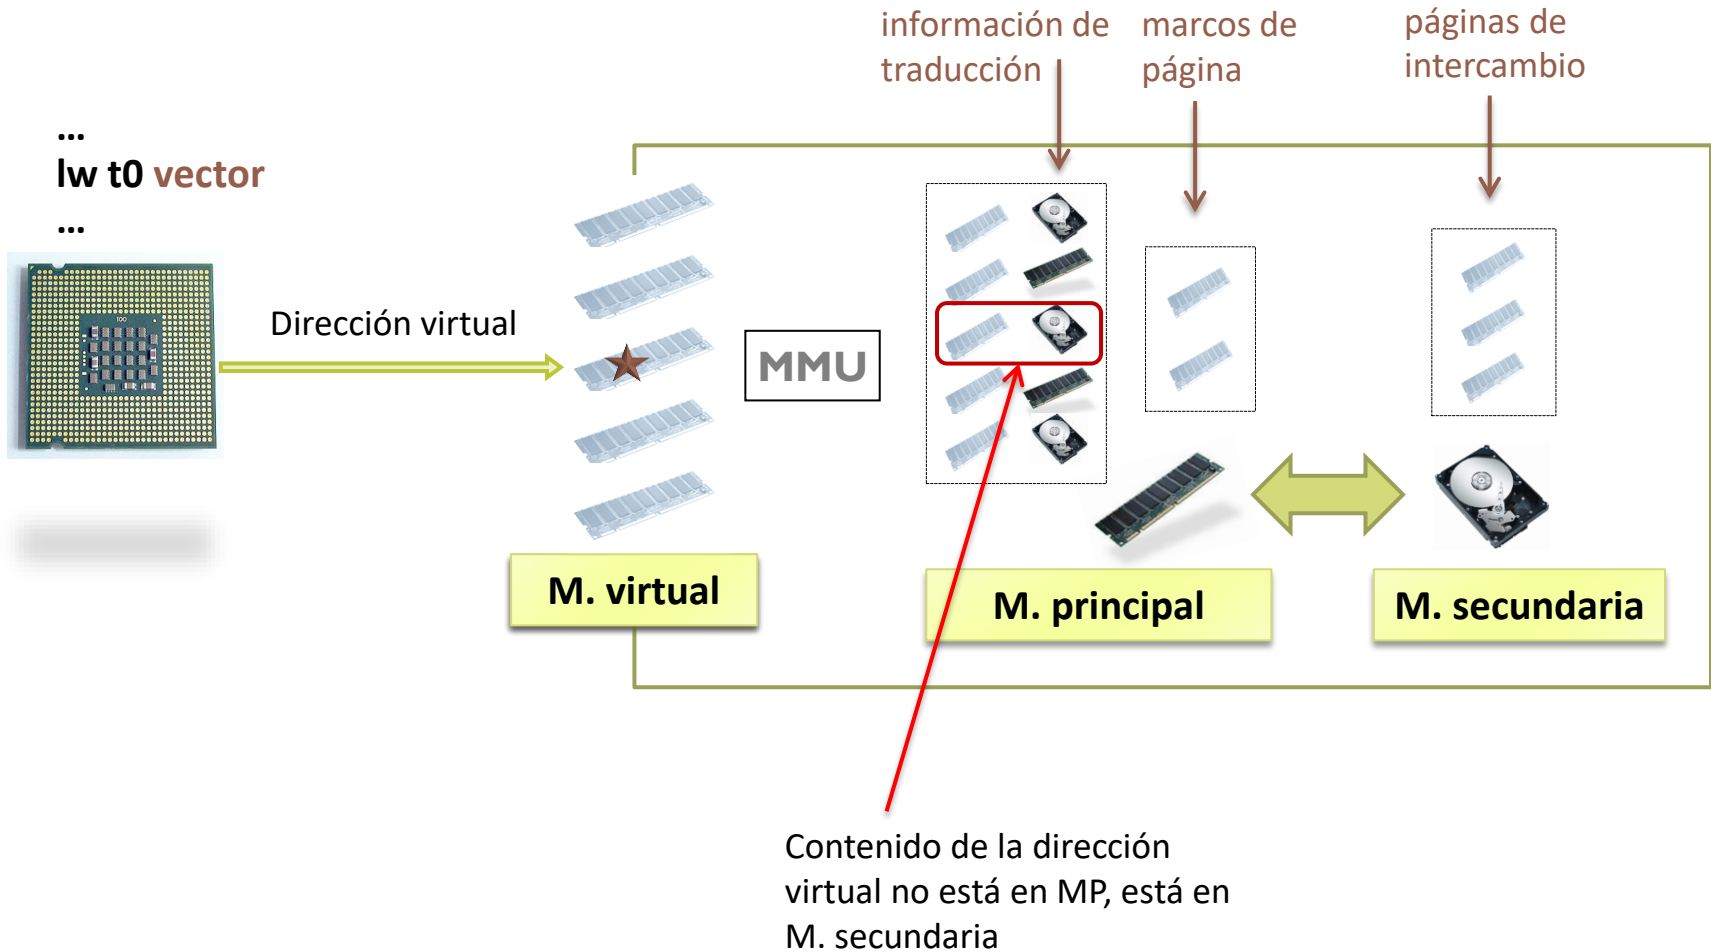 información de
traducción
marcos de
página
páginas de
intercambio
...
lw t0 vector
...
Dirección virtual
MMU
M. virtual
M. principal
M. secundaria
Contenido de la dirección
virtual no está en MP, está en
M. secundaria